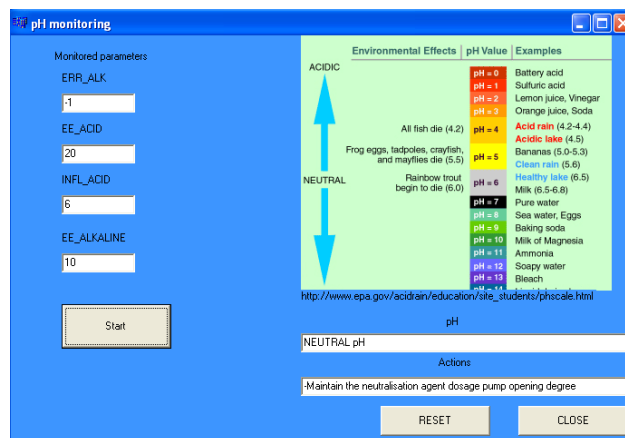 pH monitoring
Monitored parameters
ERR_ALK
-1
EE_ACID
20
INFL_ACID
6
EE_ALKALINE
10
Start
Environmental Effects pH Value Examples
ACIDIC
pH = 0 Battery acid
pH = 1 Sulfuric acid
pH = 2 Lemon juice, Vinegar
pH = 3 Orange juice, Soda
All fish die (4.2) pH = 4 Acid rain (4.2-4.4)
Acidic lake (4.5)
Frog eggs, tadpoles, crayfish, and mayflies die (5.5) pH = 5 Bananas (5.0-5.3)
Clean rain (5.6)
NEUTRAL Rainbow trout begin to die (6.0) pH = 6 Healthy lake (6.5)
Milk (6.5-6.8)
pH = 7 Pure water
pH = 8 Sea water, Eggs
pH = 9 Baking soda
pH = 10 Milk of Magnesia
pH = 11 Ammonia
pH = 12 Soapy water
pH = 13 Bleach
http://www.epa.gov/acidrain/education/site_students/phscale.html
pH
NEUTRAL pH
Actions
-Maintain the neutralisation agent dosage pump opening degree
RESET CLOSE